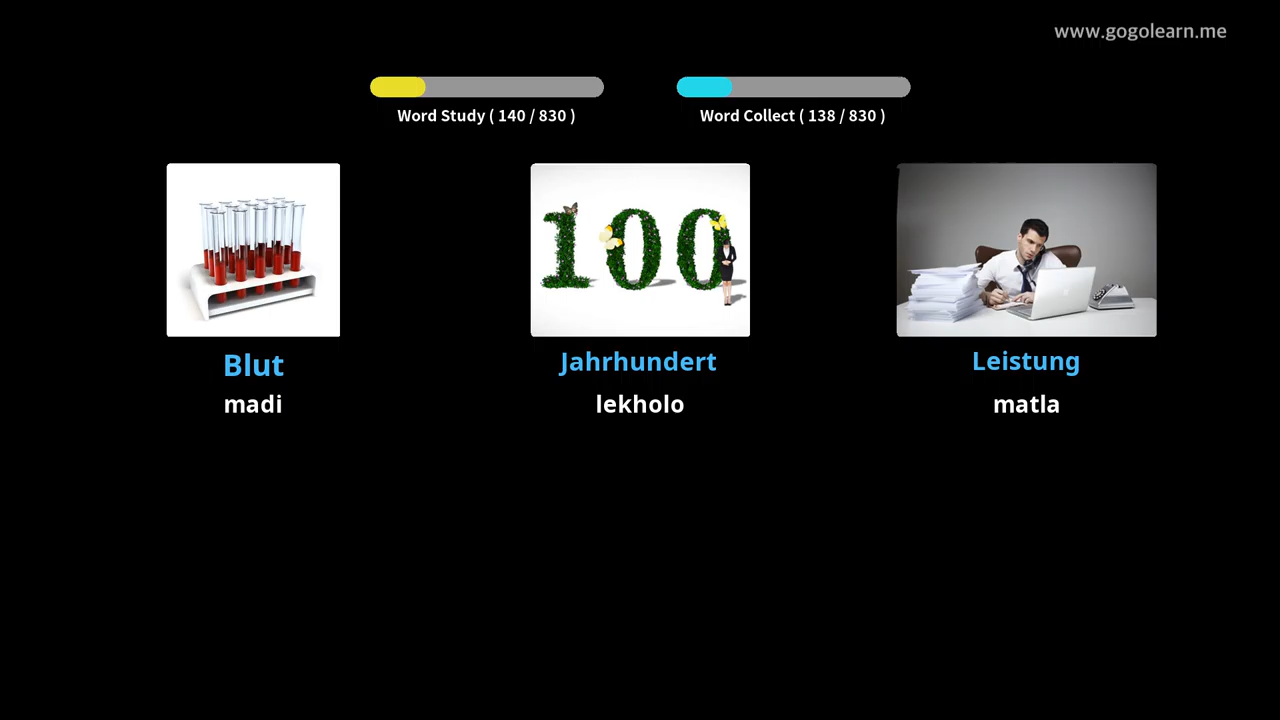 www.gogolearn.me
Word Study ( 140 / 830 )
Word Collect ( 138 / 830 )
100
Blut
Jahrhundert
Leistung
madi
lekholo
matla